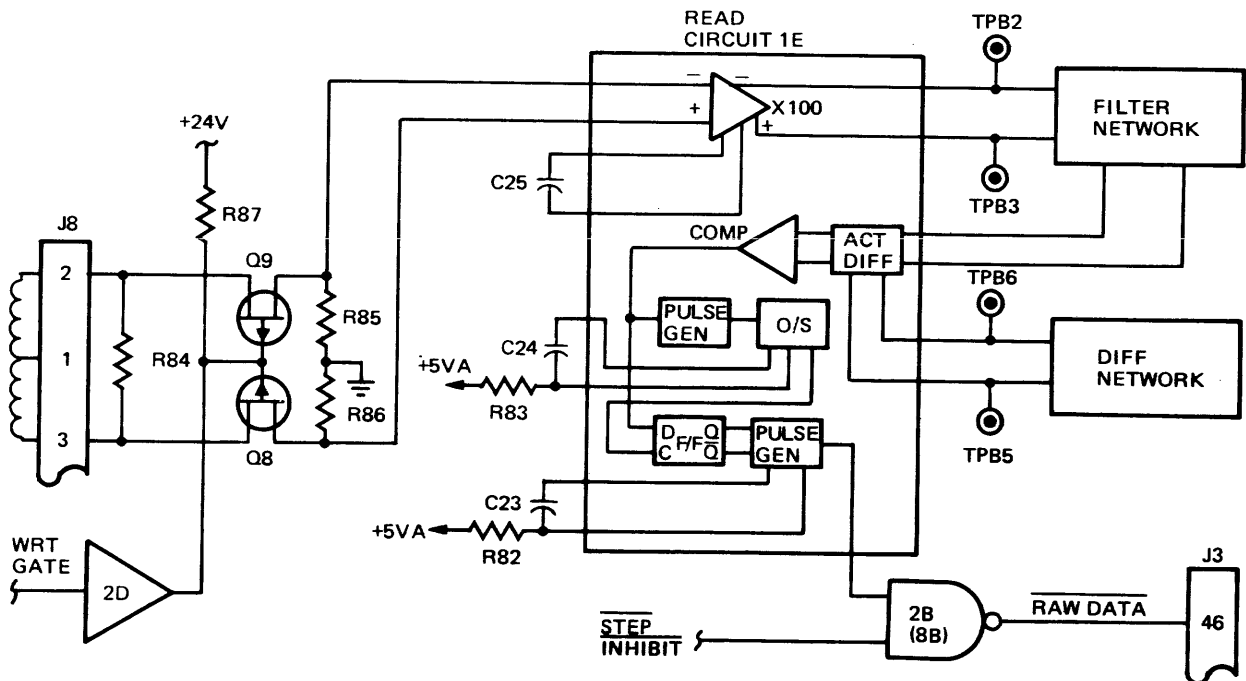 READ
CIRCUIT 1E
TPB2
− −
X100
+ +
FILTER
NETWORK
+24V
C25
R87
TPB3
J8
COMP
ACT
DIFF
2
Q9
TPB6
PULSE
GEN
O/S
R85
1
R84
C24
+5VA
DIFF
NETWORK
R83
R86
3
Q8
D F/F Q
C Q̅
PULSE
GEN
TPB5
C23
+5VA
R82
WRT
GATE
2D
J3
STEP
INHIBIT
2B
(8B)
RAW DATA
46